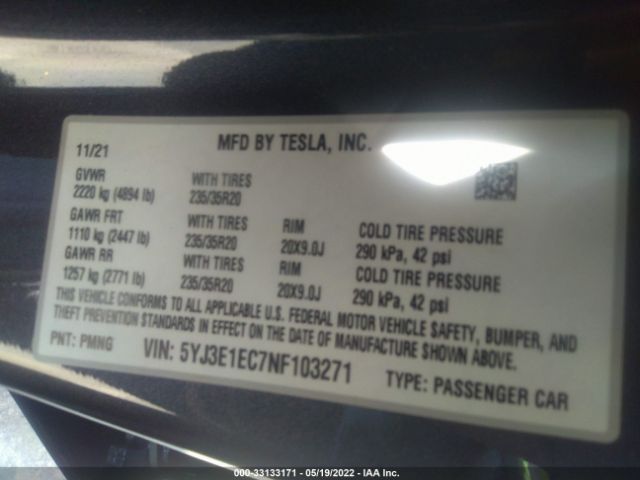 MFD BY TESLA, INC.
11/21
GVWR
2220 kg (4894 lb)
WITH TIRES
235/35R20
GAWR FRT
1110 kg (2447 lb)
WITH TIRES
235/35R20
RIM
20X9.0J
COLD TIRE PRESSURE
290 kPa, 42 psi
GAWR RR
1257 kg (2771 lb)
WITH TIRES
235/35R20
RIM
20X9.0J
COLD TIRE PRESSURE
290 kPa, 42 psi
THIS VEHICLE CONFORMS TO ALL APPLICABLE U.S. FEDERAL MOTOR VEHICLE SAFETY, BUMPER, AND
THEFT PREVENTION STANDARDS IN EFFECT ON THE DATE OF MANUFACTURE SHOWN ABOVE.
PNT: PMNG
VIN: 5YJ3E1EC7NF103271
TYPE: PASSENGER CAR
000-33133171 - 05/19/2022 - IAA Inc.